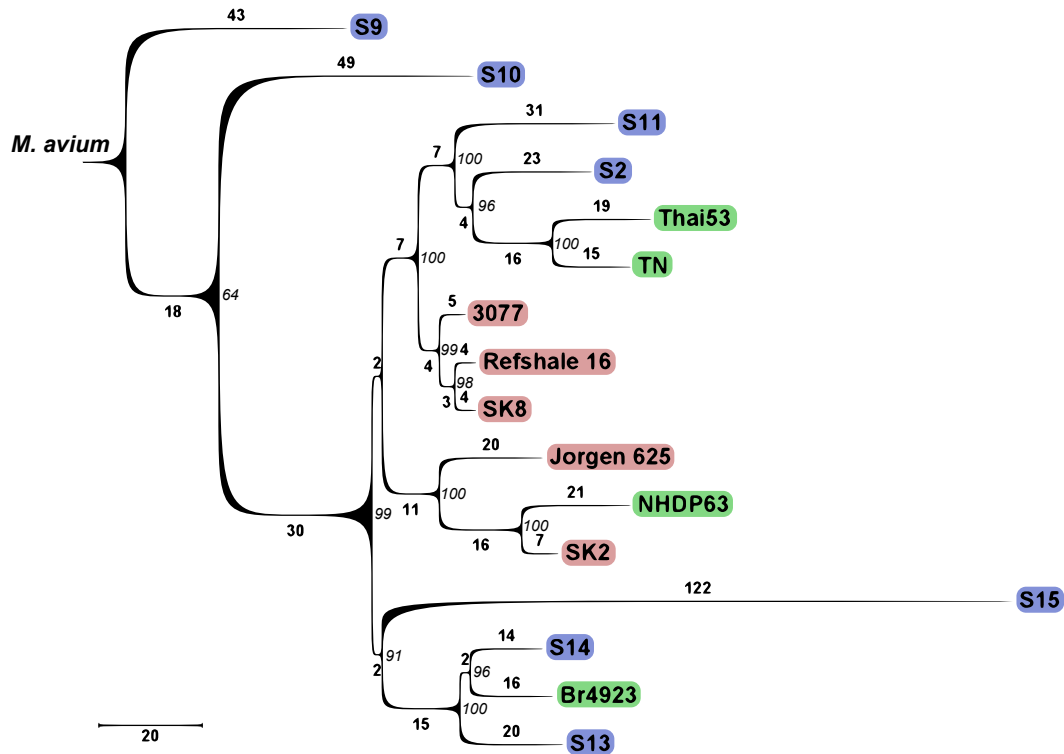 43
S9
49
S10
31
S11
M. avium
7
100
23
S2
96
4
19
Thai53
7
100
16
100
15
TN
18
64
5
3077
2
99
4
4
Refshale 16
98
3
4
SK8
20
Jorgen 625
11
100
21
NHDP63
30
99
16
100
7
SK2
122
S15
2
91
14
S14
2
96
16
Br4923
15
100
20
S13
20